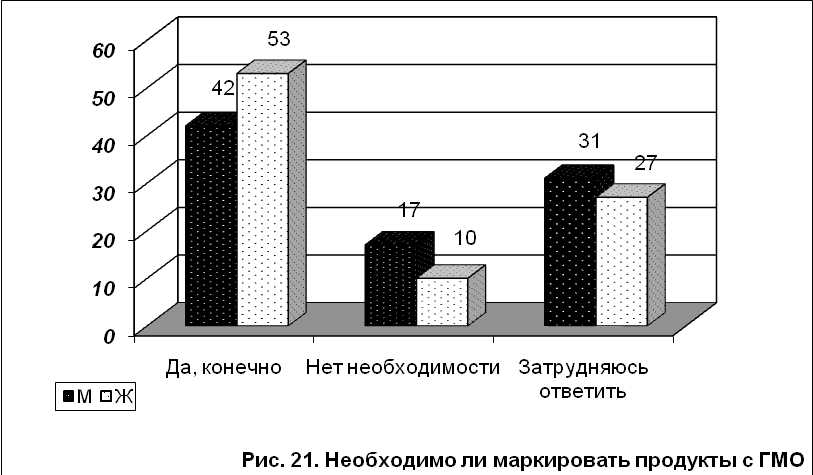 60
50
40
30
20
10
0
42
53
17
10
31
27
Да, конечно
Нет необходимости
Затрудняюсь
ответить
М Ж
Рис. 21. Необходимо ли маркировать продукты с ГМО